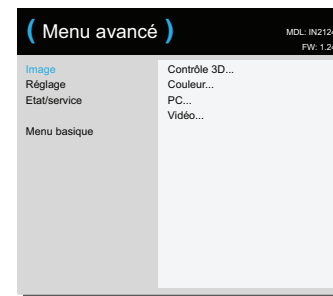 ( Menu avancé )
MDL: IN2124
FW: 1.24
Image
Réglage
Etat/service
Menu basique
Contrôle 3D...
Couleur...
PC...
Vidéo...